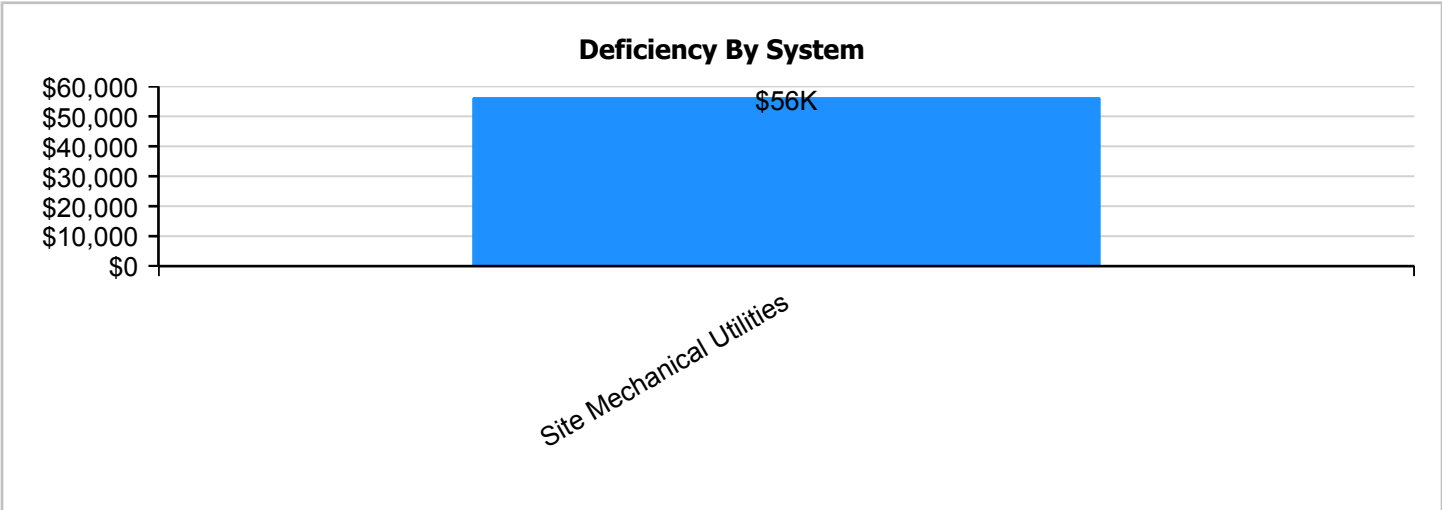 Deficiency By System
$60,000
$50,000
$40,000
$30,000
$20,000
$10,000
$0
$56K
Site Mechanical Utilities